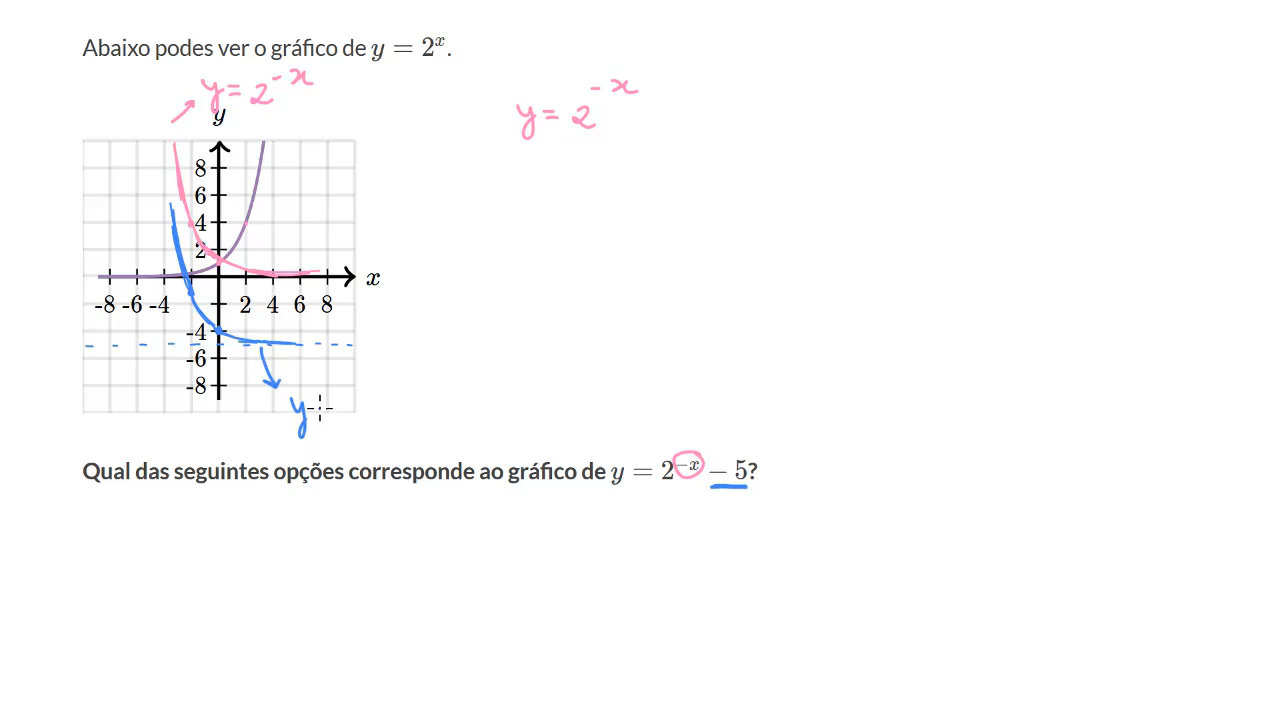 Abaixo podes ver o gráfico de y = 2^x.
y = 2^-x
y = 2^-x
y
8
6
4
2
x
-8 -6 -4 2 4 6 8
-4
-6
-8
y
Qual das seguintes opções corresponde ao gráfico de y = 2^-x - 5?